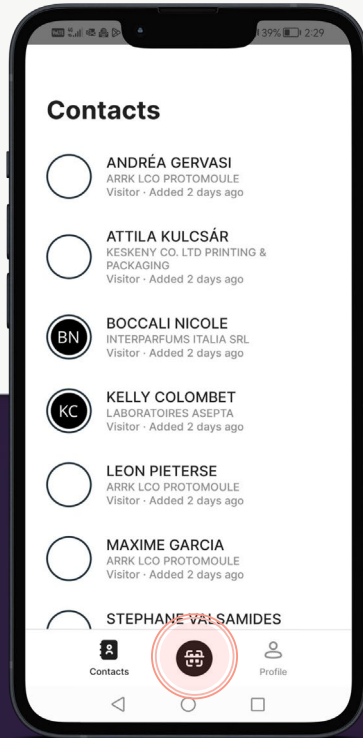 39% 2:29
Contacts
ANDRÉA GERVASI
ARRK LCO PROTOMOULE
Visitor · Added 2 days ago
ATTILA KULCSÁR
KESKENY CO. LTD PRINTING &
PACKAGING
Visitor · Added 2 days ago
BN
BOCCALI NICOLE
INTERPARFUMS ITALIA SRL
Visitor · Added 2 days ago
KC
KELLY COLOMBET
LABORATOIRES ASEPTA
Visitor · Added 2 days ago
LEON PIETERSE
ARRK LCO PROTOMOULE
Visitor · Added 2 days ago
MAXIME GARCIA
ARRK LCO PROTOMOULE
Visitor · Added 2 days ago
STEPHANE VALSAMIDES
Contacts
Profile